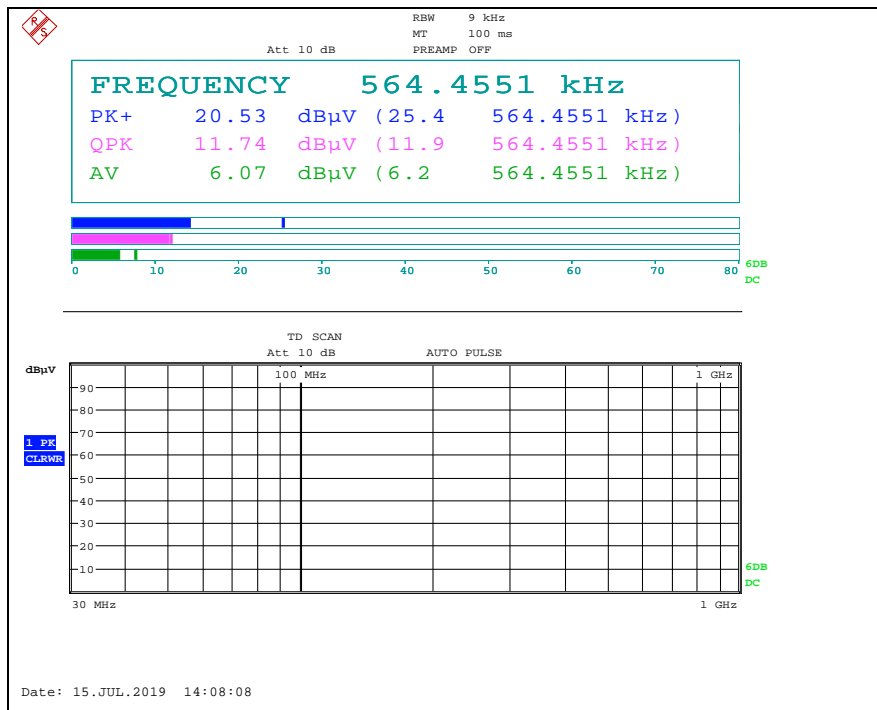 R
S
RBW 9 kHz
MT 100 ms
Att 10 dB PREAMP OFF
FREQUENCY 564.4551 kHz
PK+ 20.53 dBµV (25.4 564.4551 kHz)
QPK 11.74 dBµV (11.9 564.4551 kHz)
AV 6.07 dBµV (6.2 564.4551 kHz)
0 10 20 30 40 50 60 70 80
6DB
DC
TD SCAN
Att 10 dB AUTO PULSE
dBµV
100 MHz 1 GHz
90
80
70
1 PK
CLRWR
60
50
40
30
20
10
6DB
DC
30 MHz 1 GHz
Date: 15.JUL.2019 14:08:08